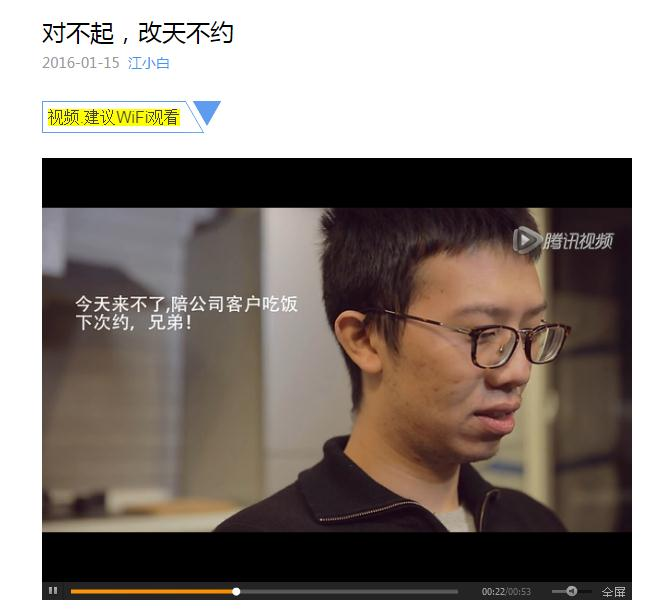 对不起，改天不约
2016-01-15 江小白
视频.建议WiFi观看
腾讯视频
今天来不了,陪公司客户吃饭
下次约，兄弟!
00:22/00:53 全屏